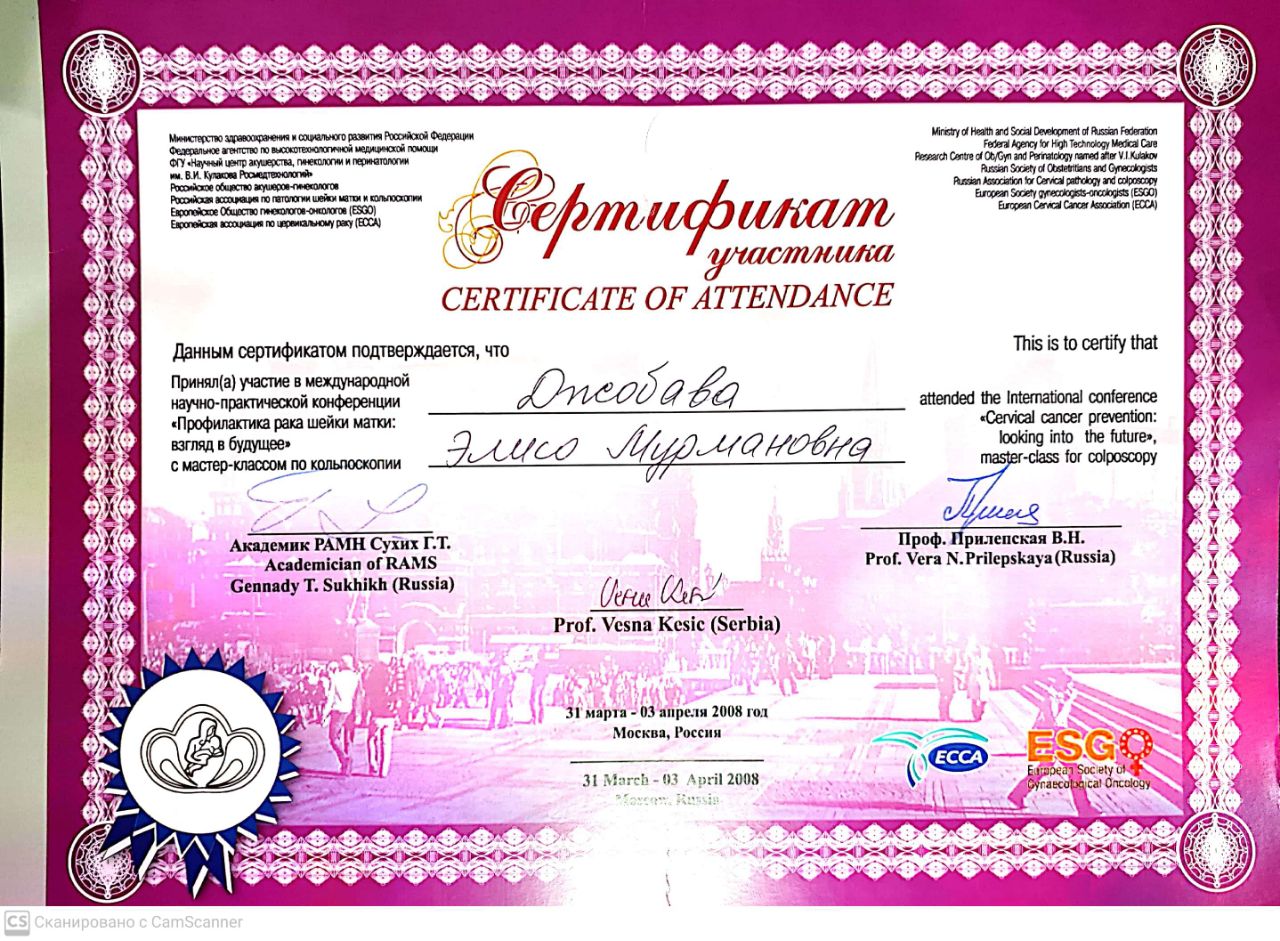 Министерство здравоохранения и социального развития Российской Федерации
Федеральное агентство по высокотехнологичной медицинской помощи
ФГУ «Научный центр акушерства, гинекологии и перинатологии
им. В.И. Кулакова Росмедтехнологий»
Российское общество акушеров-гинекологов
Российская ассоциация по патологии шейки матки и кольпоскопии
Европейское Общество гинекологов-онкологов (ESGO)
Европейская ассоциация по цервикальному раку (ECCA)
Ministry of Health and Social Development of Russian Federation
Federal Agency for High Technology Medical Care
Research Centre of Ob/Gyn and Perinatology named after V.I.Kulakov
Russian Society of Obstetritians and Gynecologists
Russian Association for Cervical pathology and colposcopy
European Society gynecologists-oncologists (ESGO)
European Cervical Cancer Association (ECCA)
Сертификат
участника
CERTIFICATE OF ATTENDANCE
Данным сертификатом подтверждается, что
This is to certify that
Принял(а) участие в международной
научно-практической конференции
«Профилактика рака шейки матки:
взгляд в будущее»
с мастер-классом по кольпоскопии
Джобава
Элисо Мурмановна
attended the International conference
«Cervical cancer prevention:
looking into the future»,
master-class for colposcopy
Академик РАМН Сухих Г.Т.
Academician of RAMS
Gennady T. Sukhikh (Russia)
Проф. Прилепская В.Н.
Prof. Vera N.Prilepskaya (Russia)
Prof. Vesna Kesic (Serbia)
31 марта - 03 апреля 2008 год
Москва, Россия
31 March - 03 April 2008
Moscow, Russia
ECCA
ESGO
European Society of
Gynaecological Oncology
CS Сканировано с CamScanner